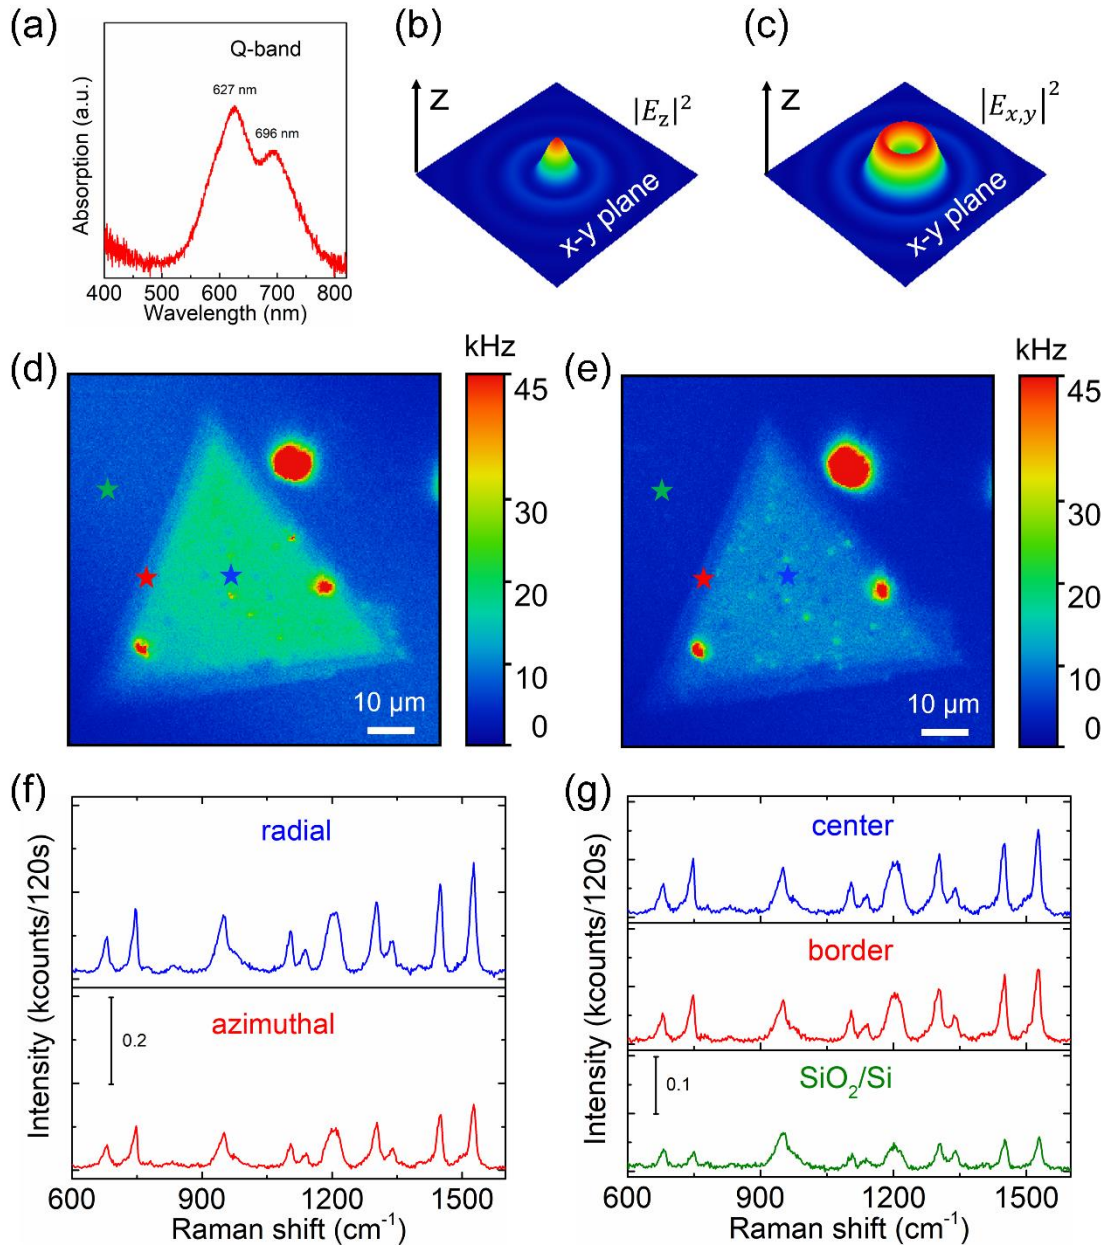 (a)
Q-band
627 nm
696 nm
Absorption (a.u.)
400 500 600 700 800
Wavelength (nm)
(b)
z
|E_z|^2
x-y plane
(c)
z
|E_{x,y}|^2
x-y plane
(d)
kHz
45
30
20
10
0
10 μm
(e)
kHz
45
30
20
10
0
10 μm
(f)
radial
azimuthal
0.2
Intensity (kcounts/120s)
600 900 1200 1500
Raman shift (cm⁻¹)
(g)
center
border
SiO₂/Si
0.1
Intensity (kcounts/120s)
600 900 1200 1500
Raman shift (cm⁻¹)